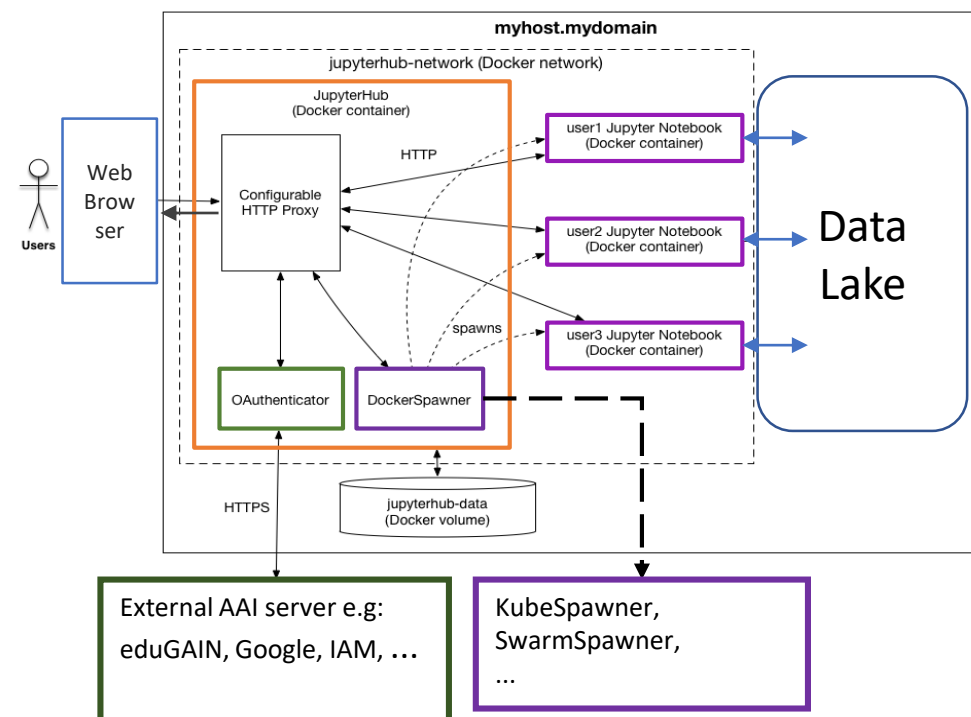 myhost.mydomain
jupyterhub-network (Docker network)
JupyterHub
(Docker container)
HTTP
user1 Jupyter Notebook
(Docker container)
Web
Brow
ser
Users
Configurable
HTTP Proxy
user2 Jupyter Notebook
(Docker container)
Data
Lake
spawns
user3 Jupyter Notebook
(Docker container)
OAuthenticator
DockerSpawner
HTTPS
jupyterhub-data
(Docker volume)
External AAI server e.g:
eduGAIN, Google, IAM, ...
KubeSpawner,
SwarmSpawner,
...